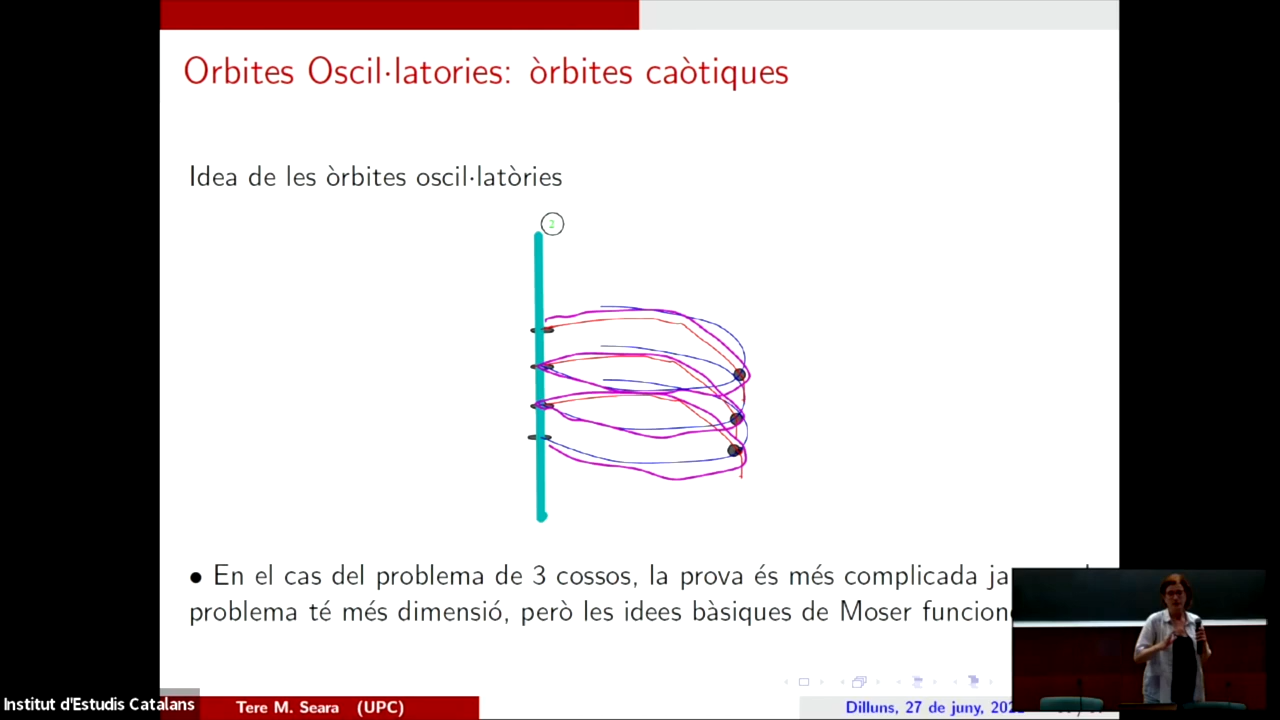 Orbites Oscil·latories: òrbites caòtiques
Idea de les òrbites oscil·latòries
2
• En el cas del problema de 3 cossos, la prova és més complicada ja
problema té més dimensió, però les idees bàsiques de Moser
Institut d'Estudis Catalans
Tere M. Seara (UPC)
Dilluns, 27 de juny,